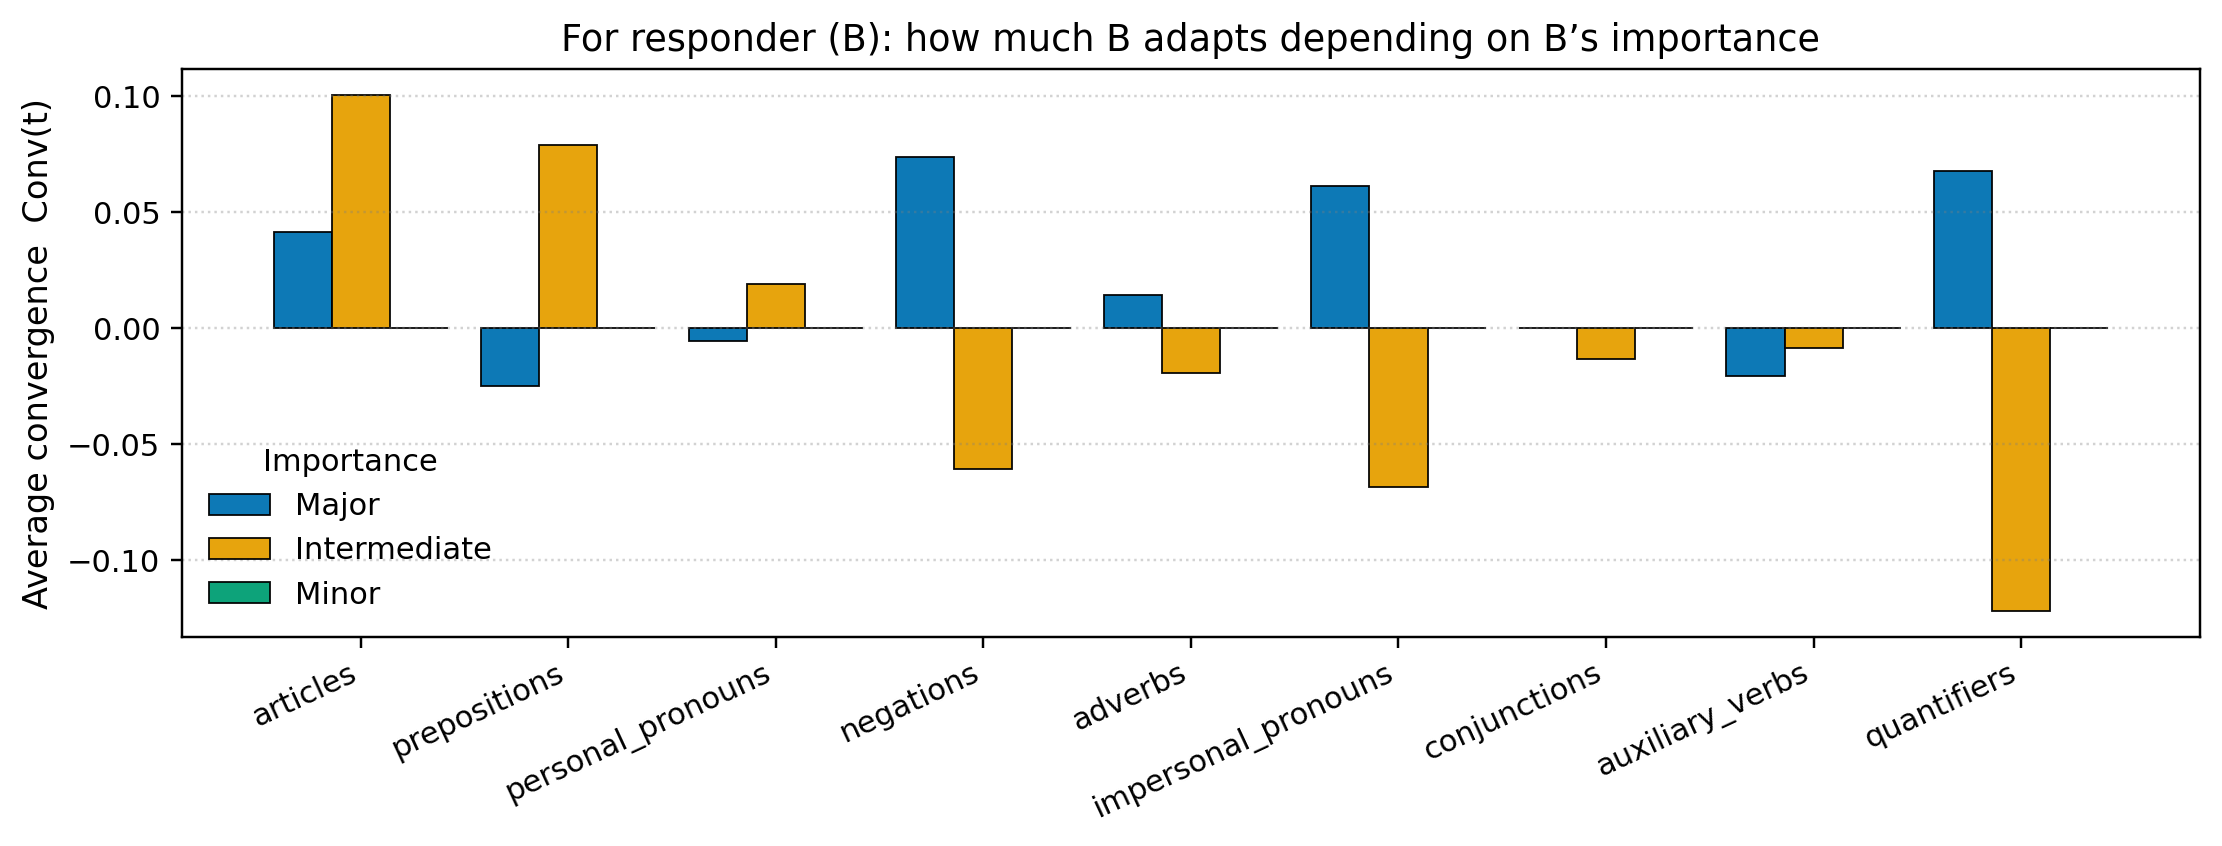 For responder (B): how much B adapts depending on B’s importance
Average convergence  Conv(t)
0.10
0.05
0.00
−0.05
−0.10
Importance
Major
Intermediate
Minor
articles
prepositions
personal_pronouns
negations
adverbs
impersonal_pronouns
conjunctions
auxiliary_verbs
quantifiers